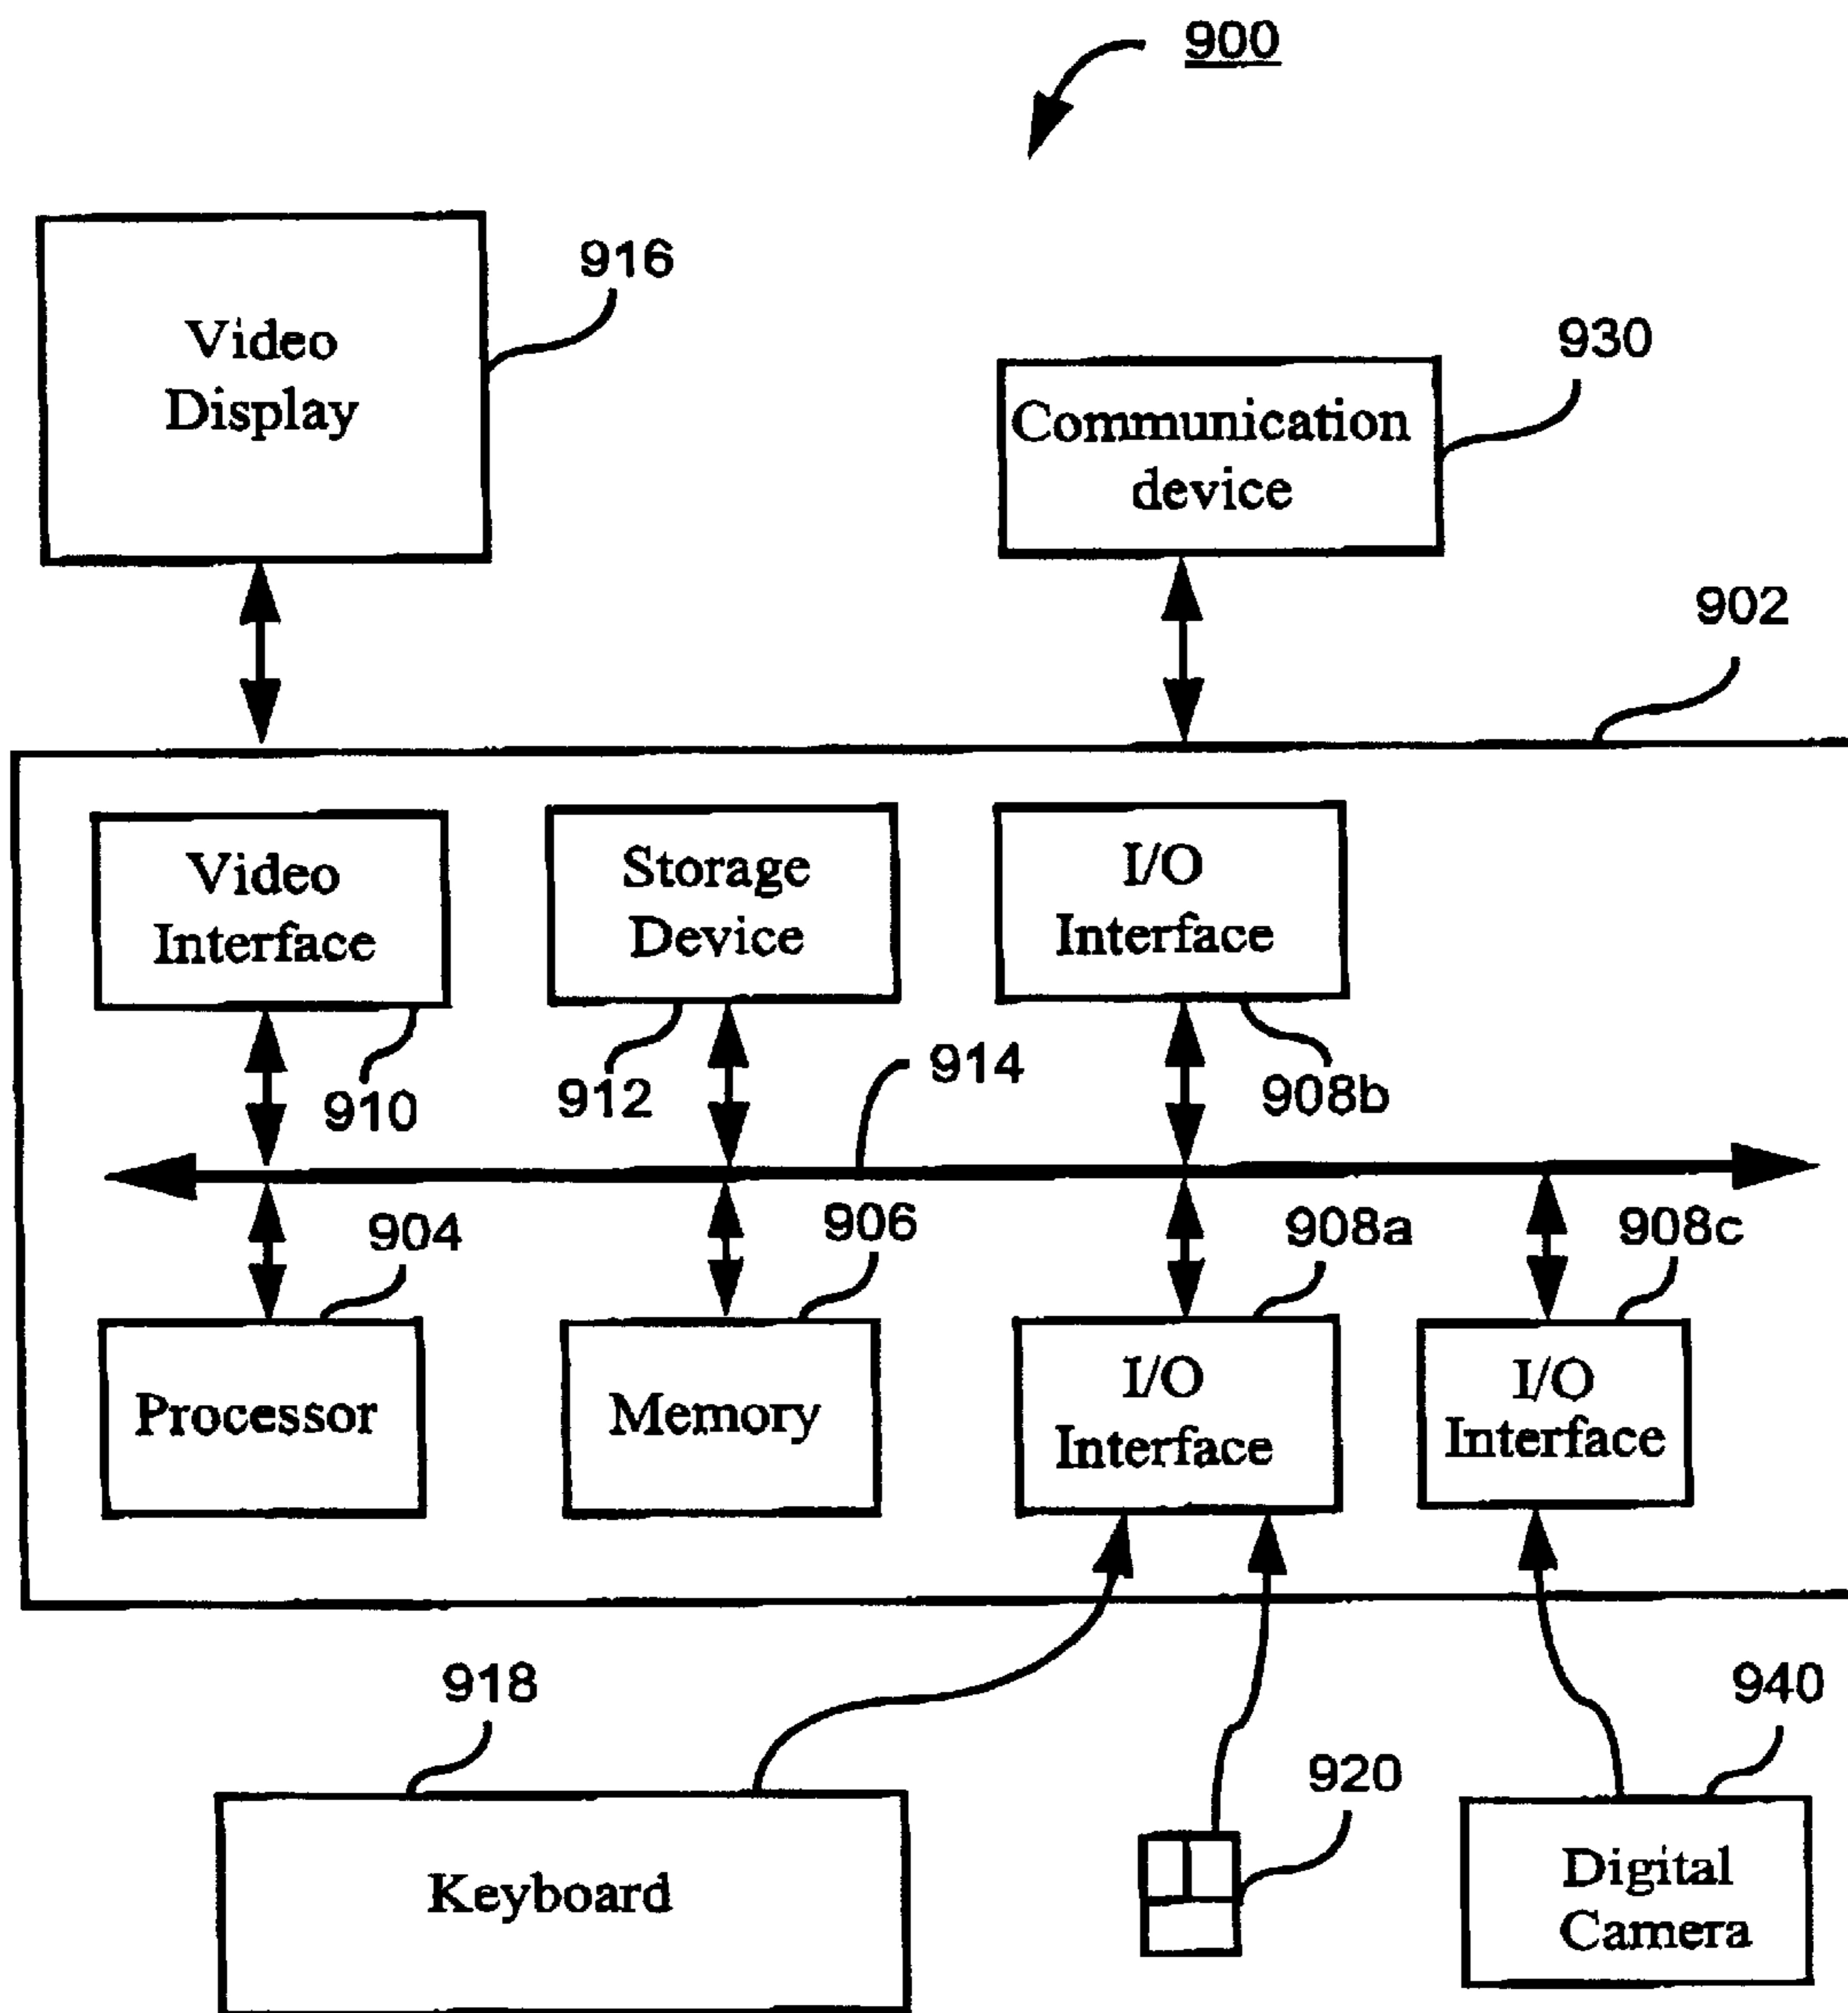 900
916
Video
Display
930
Communication
device
902
Video
Interface
Storage
Device
I/O
Interface
910
912
914
908b
904
906
908a
908c
Processor
Memory
I/O
Interface
I/O
Interface
918
940
920
Keyboard
Digital
Camera